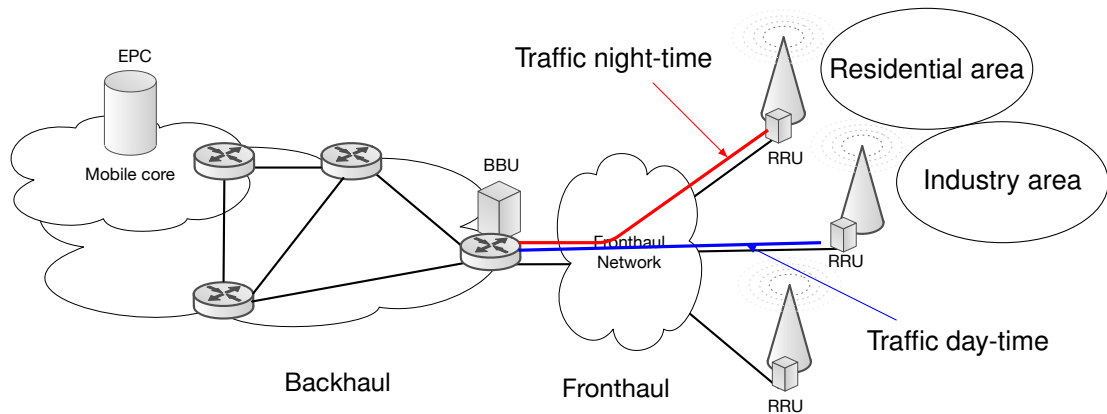 EPC
Mobile core
Traffic night-time
Residential area
RRU
BBU
Industry area
Fronthaul
Network
RRU
Traffic day-time
Backhaul
Fronthaul
RRU